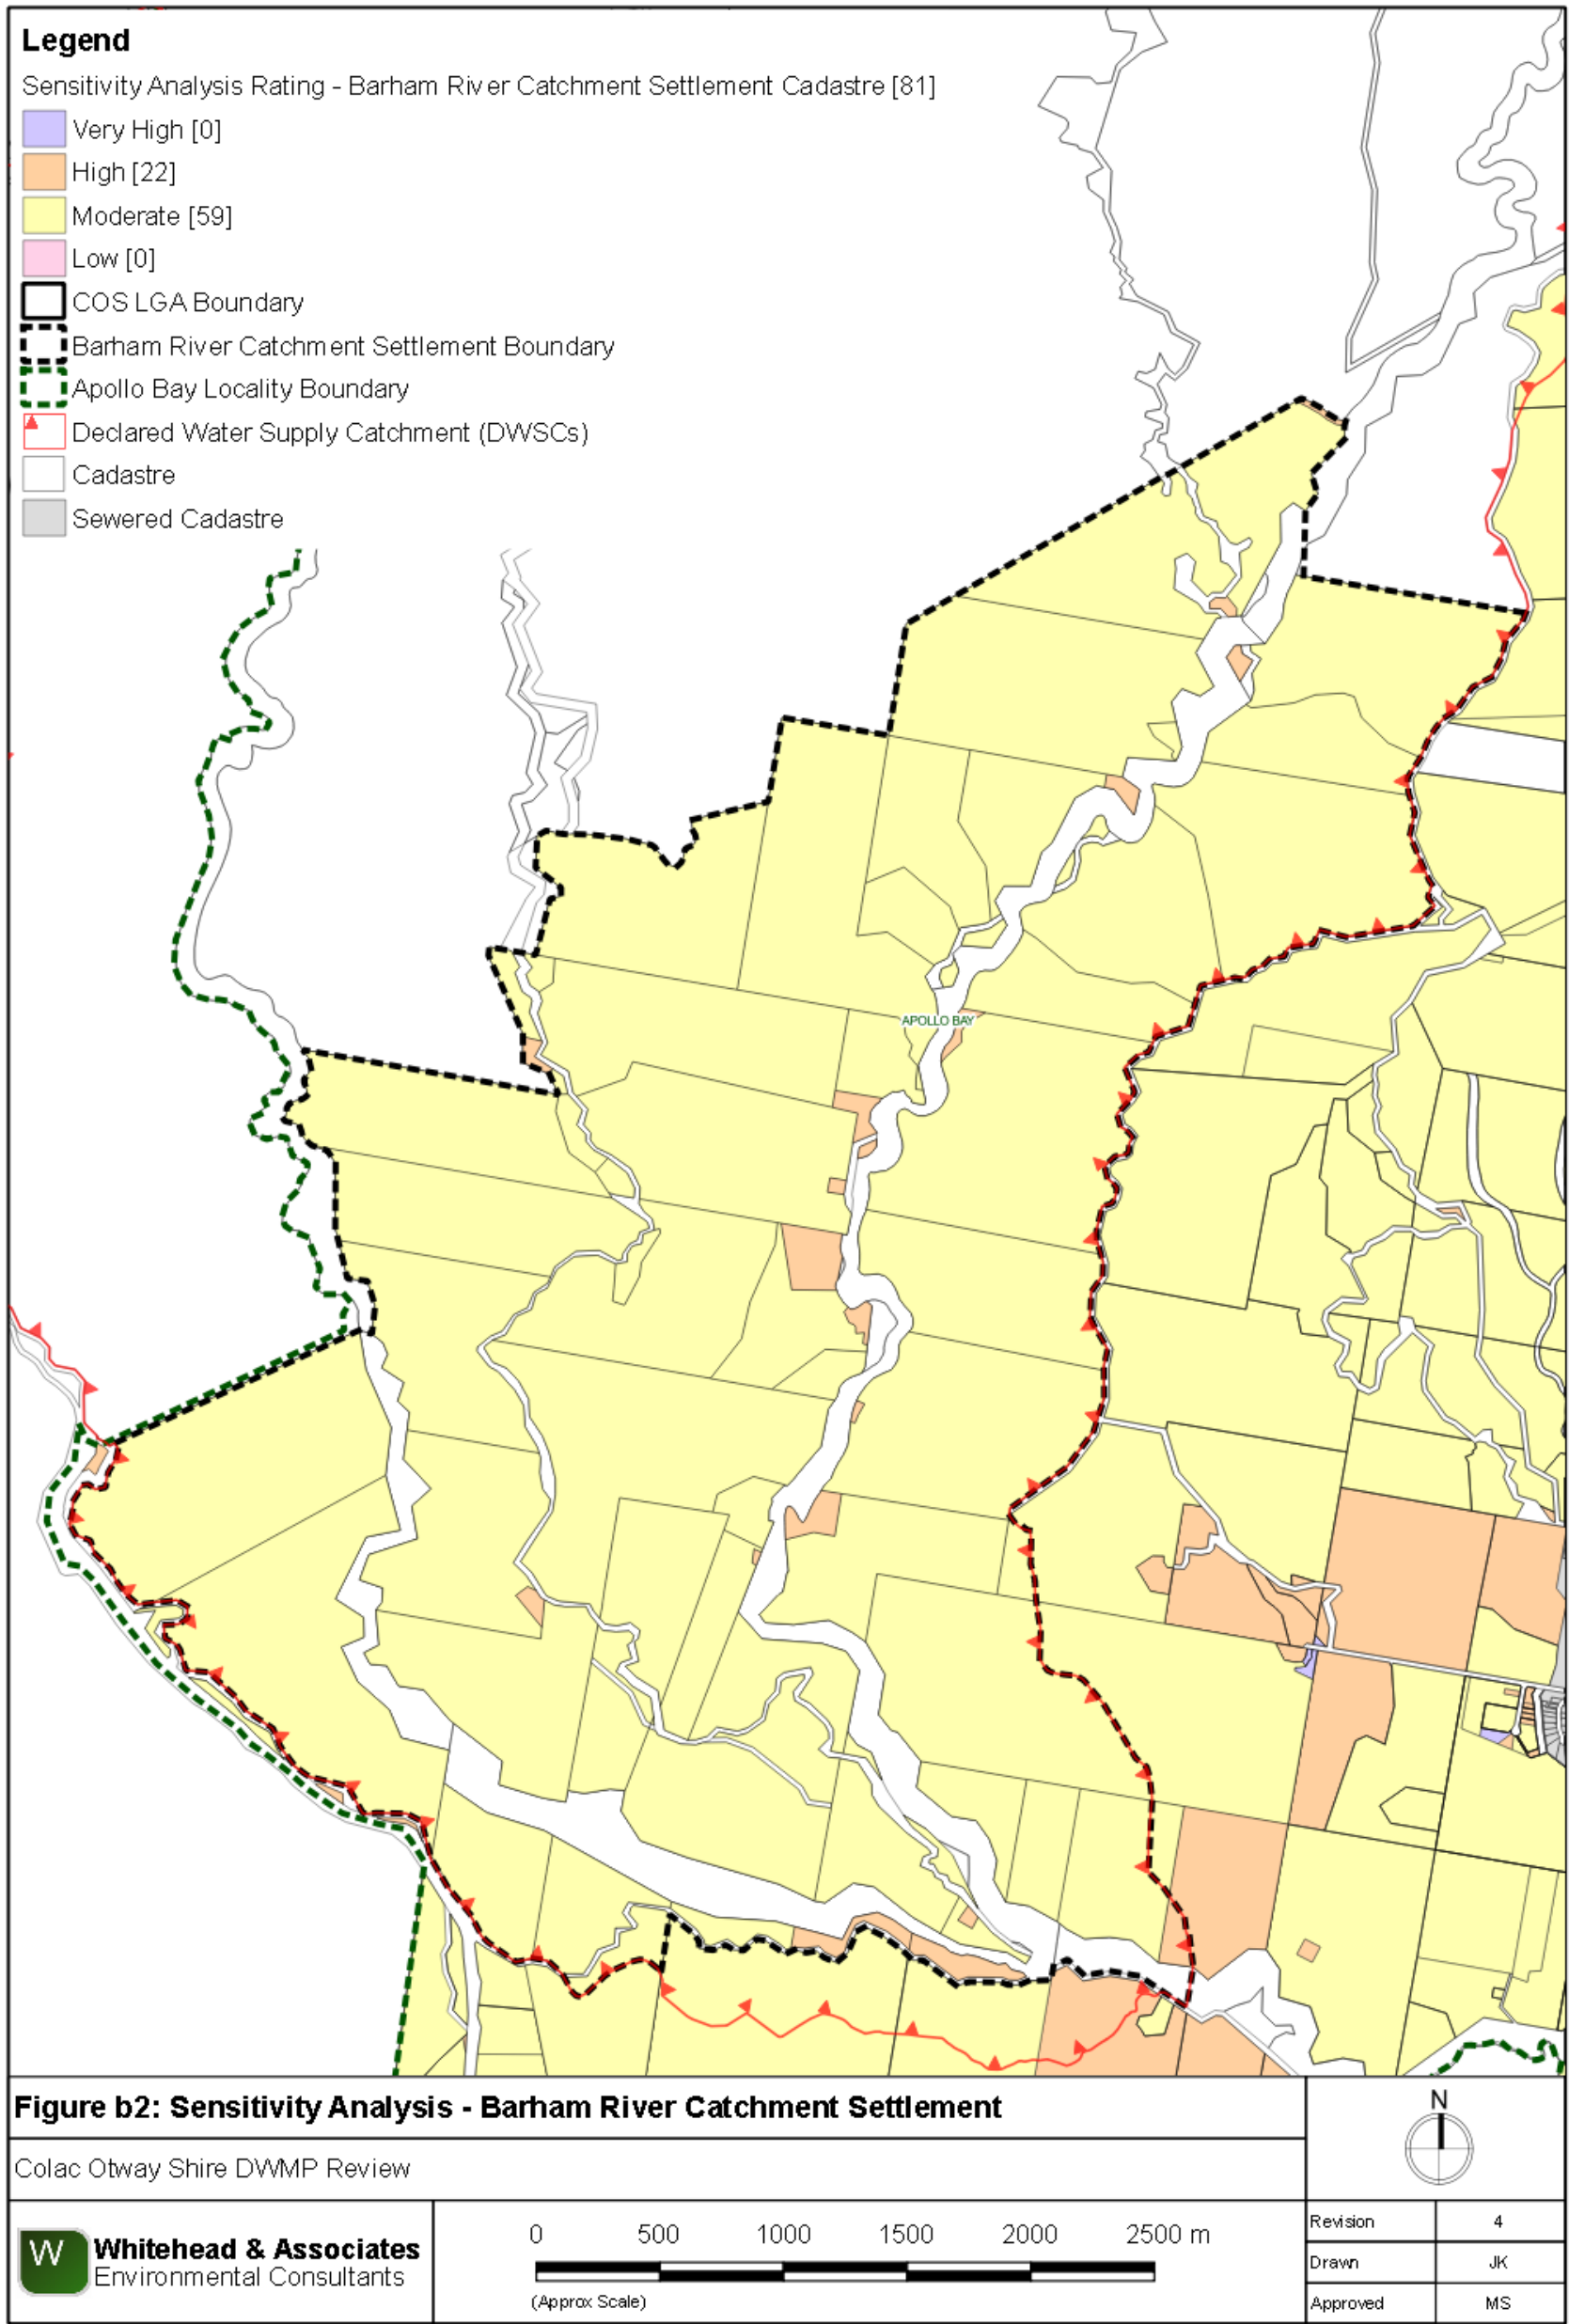 Legend
Sensitivity Analysis Rating - Barham River Catchment Settlement Cadastre [81]
Very High [0]
High [22]
Moderate [59]
Low [0]
COS LGA Boundary
Barham River Catchment Settlement Boundary
Apollo Bay Locality Boundary
Declared Water Supply Catchment (DWSCs)
Cadastre
Sewered Cadastre
APOLLO BAY
Figure b2: Sensitivity Analysis - Barham River Catchment Settlement
N
Colac Otway Shire DWMP Review
W
Whitehead & Associates
Environmental Consultants
0 500 1000 1500 2000 2500 m
(Approx Scale)
Revision 4
Drawn JK
Approved MS